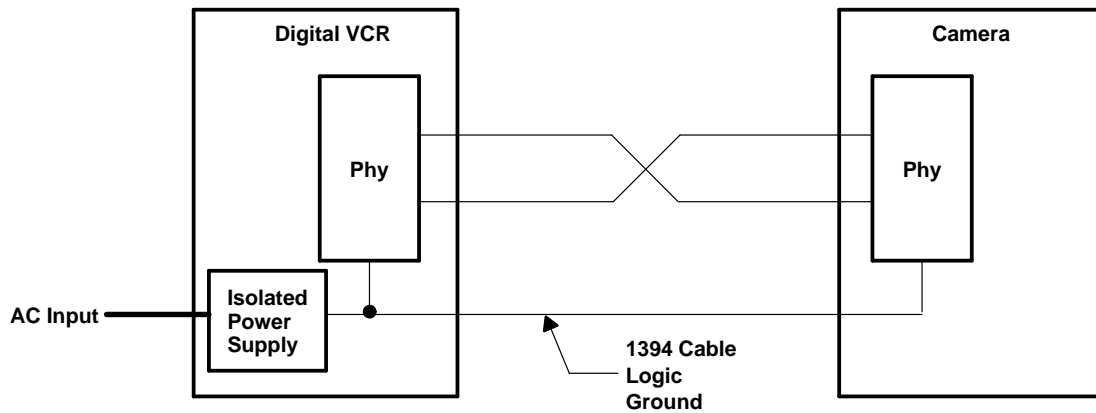 Digital VCR
Camera
Phy
Phy
AC Input
Isolated
Power
Supply
1394 Cable
Logic
Ground